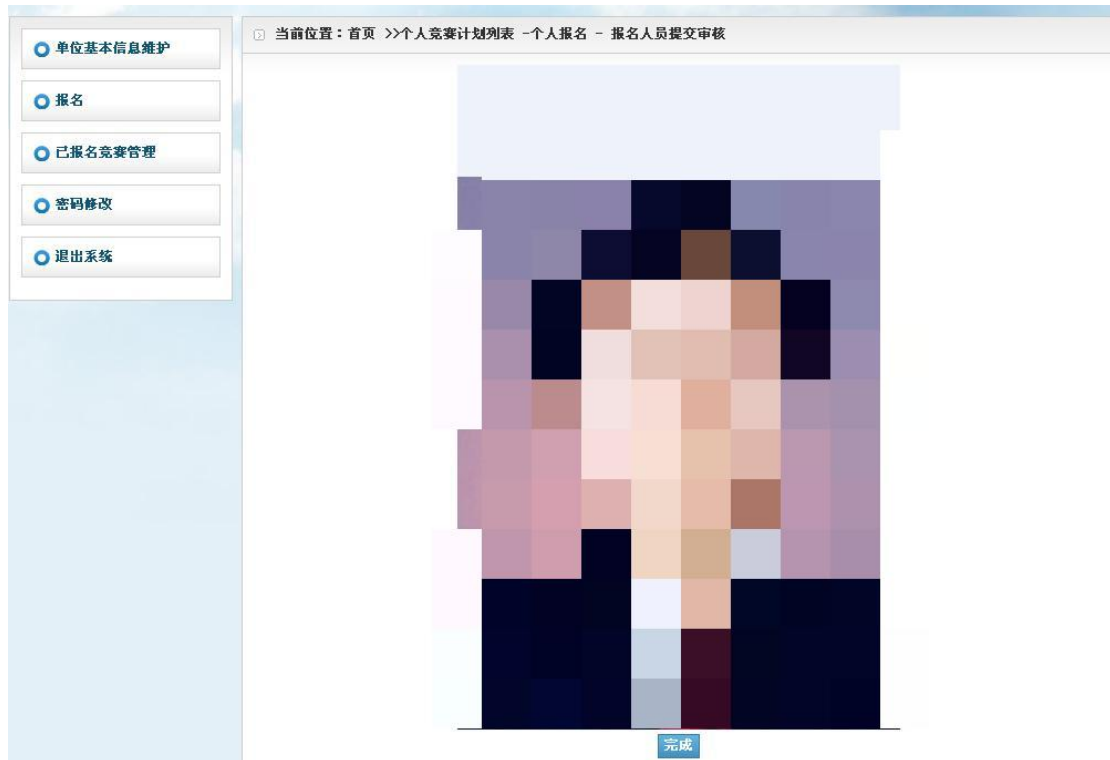 单位基本信息维护
报名
已报名竞赛管理
密码修改
退出系统
当前位置：首页 >>个人竞赛计划列表 -个人报名 - 报名人员提交审核
完成